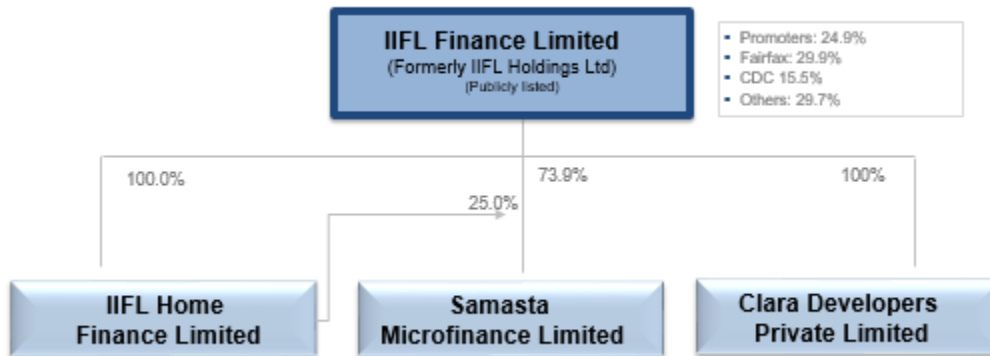 IIFL Finance Limited
(Formerly IIFL Holdings Ltd)
(Publicly listed)
▪ Promoters: 24.9%
▪ Fairfax: 29.9%
▪ CDC 15.5%
▪ Others: 29.7%
100.0%
73.9%
100%
25.0%
IIFL Home
Finance Limited
Samasta
Microfinance Limited
Clara Developers
Private Limited